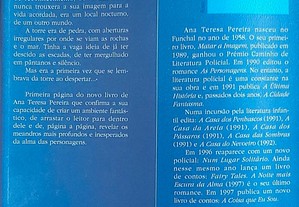 nunca trouxera a sua imagem para a
vida acordada, era um local nocturno,
de um outro mundo.
A torre era de pedra, com aberturas
irregulares por onde se viam as rochas
e o mar. Tinha a vaga ideia de já ter
descido as escadas, de ter mergulhado
em pântanos e silêncio.
Mas era a primeira vez que se lem-
brava da torre ao despertar..."
Primeira página do novo livro de
Ana Teresa Pereira que confirma a sua
capacidade de criar um ambiente fantás-
tico, de arrastar o leitor para dentro
dele e de, página a página, revelar os
meandros mais profundos e inesperados
da alma das personagens.
Ana Teresa Pereira nasceu no
Funchal no ano de 1958. O seu primei-
ro livro, Matar a Imagem, publicado
em 1989, ganhou o Prémio Caminho de
Literatura Policial. Em 1990 editou o
romance As Personagens. No entanto, a
literatura policial é uma constante na
sua obra e em 1991 publica A Última
História e, passados dois anos, A Cidade
Fantasma.
Numa incursão pela literatura infan-
til edita: A Casa dos Penhascos (1991), A
Casa da Areia (1991), A Casa dos
Pássaros (1991), A Casa das Sombras
(1991) e A Casa do Nevoeiro (1992).
Em 1996 reaparece com um novo
policial: Num Lugar Solitário. Ainda
nesse mesmo ano lança um livro de
contos: Fairy Tales. A Noite mais
Escura da Alma (1997) é o seu último
romance. Em 1997 publica um novo
livro de contos: A Coisa que Eu Sou.